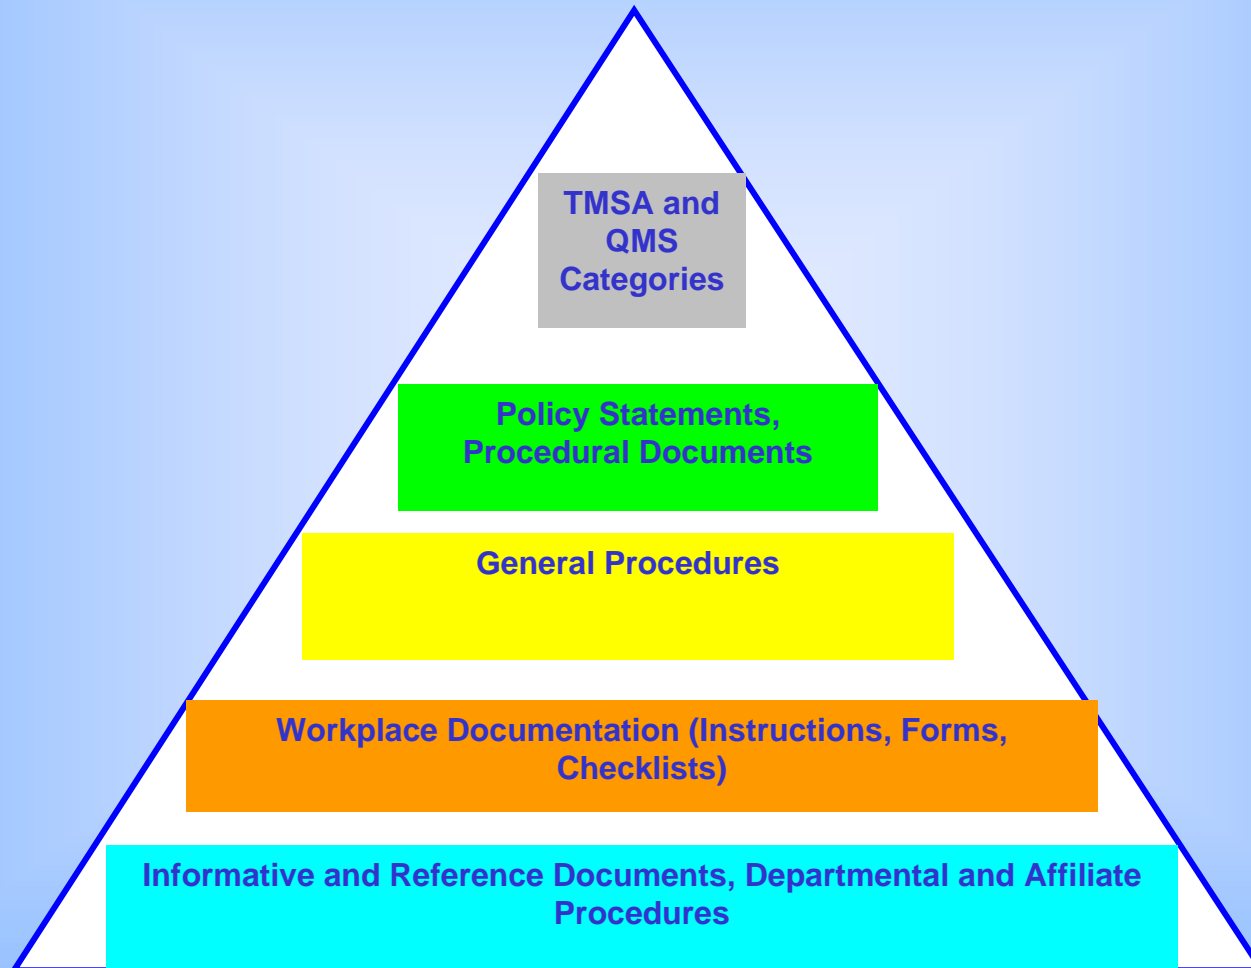 TMSA and
QMS
Categories
Policy Statements,
Procedural Documents
General Procedures
Workplace Documentation (Instructions, Forms,
Checklists)
Informative and Reference Documents, Departmental and Affiliate
Procedures